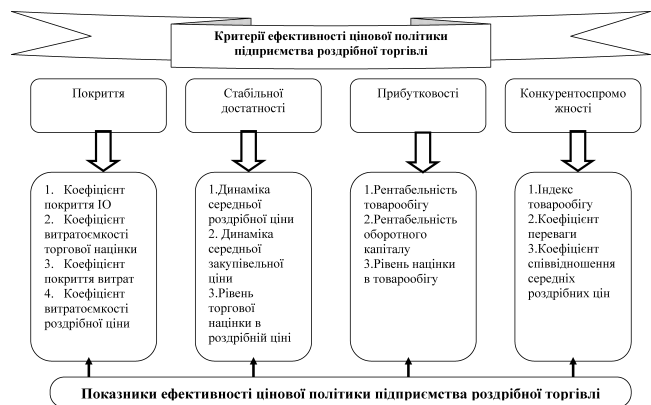 Критерії ефективності цінової політики
підприємства роздрібної торгівлі
Покриття
Стабільної
достатності
Прибутковості
Конкурентоспромо
жності
1. Коефіцієнт
покриття ІО
2. Коефіцієнт
витратоємкості
торгової націнки
3. Коефіцієнт
покриття витрат
4. Коефіцієнт
витратоємкості
роздрібної ціни
1.Динаміка
середньої
роздрібної ціни
2. Динаміка
середньої
закупівельної
ціни
3.Рівень
торгової
націнки в
роздрібній ціні
1.Рентабельність
товарообігу
2.Рентабельність
оборотного
капіталу
3.Рівень націнки
в товарообігу
1.Індекс
товарообігу
2.Коефіцієнт
переваги
3.Коефіцієнт
співвідношення
середніх
роздрібних цін
Показники ефективності цінової політики підприємства роздрібної торгівлі